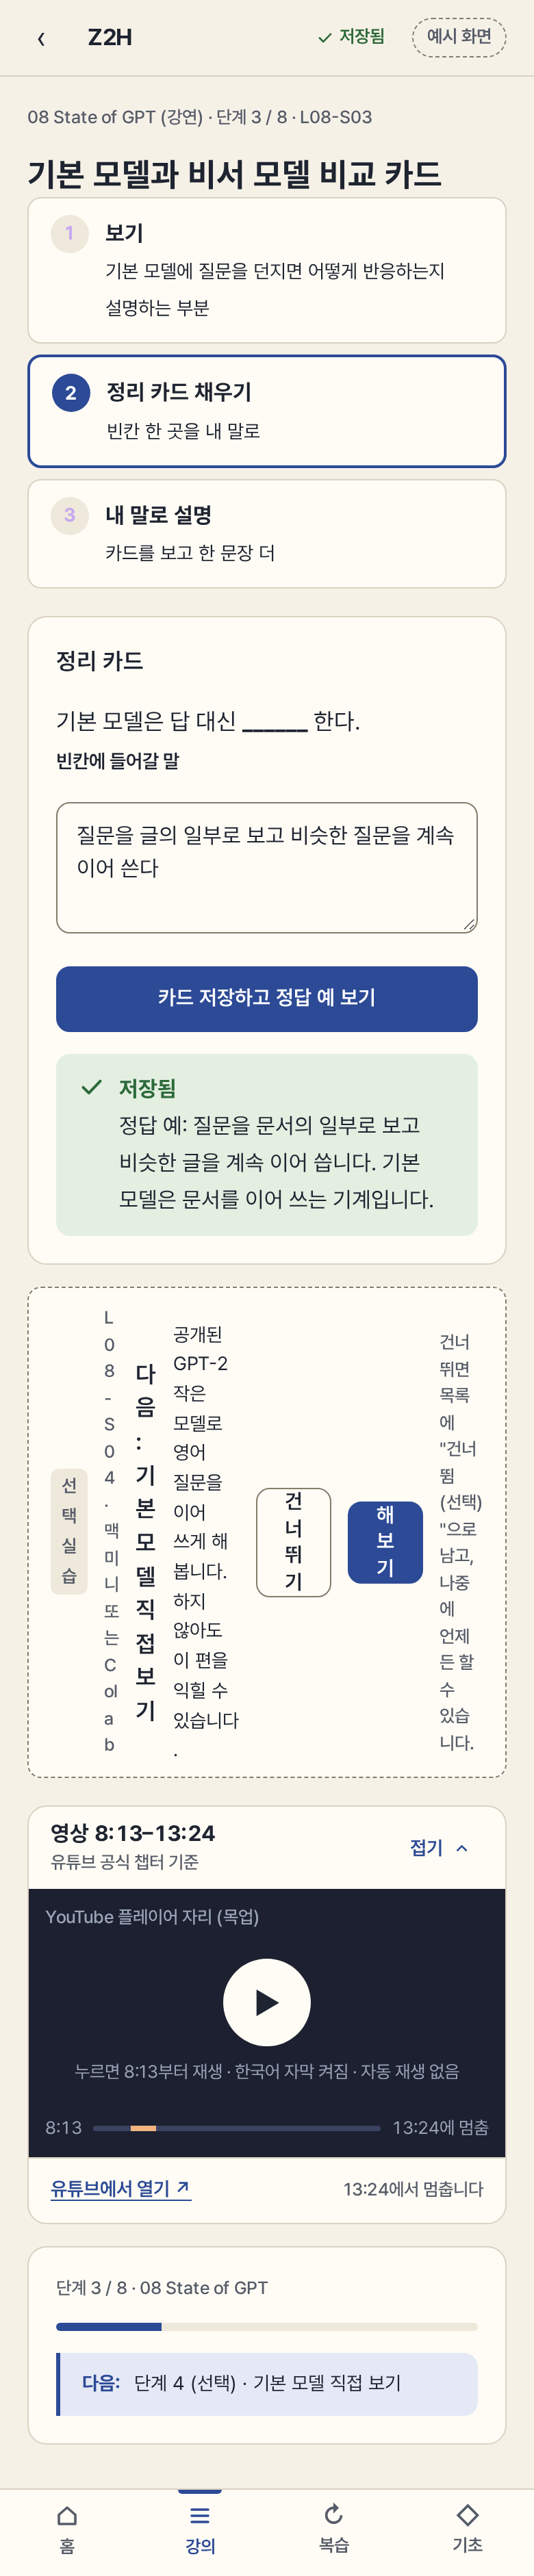 ‹ Z2H ✓ 저장됨 예시 화면
08 State of GPT (강연) · 단계 3 / 8 · L08-S03
기본 모델과 비서 모델 비교 카드
1 보기
기본 모델에 질문을 던지면 어떻게 반응하는지
설명하는 부분
2 정리 카드 채우기
빈칸 한 곳을 내 말로
3 내 말로 설명
카드를 보고 한 문장 더
정리 카드
기본 모델은 답 대신 ______ 한다.
빈칸에 들어갈 말
질문을 글의 일부로 보고 비슷한 질문을 계속
이어 쓴다
카드 저장하고 정답 예 보기
✓ 저장됨
정답 예: 질문을 문서의 일부로 보고
비슷한 글을 계속 이어 씁니다. 기본
모델은 문서를 이어 쓰는 기계입니다.
선
택
실
습
L
0
8
-
S
0
4
·
맥
미
니
또
는
C
ol
a
b
다
음
:
기
본
모
델
직
접
보
기
공개된
GPT-2
작은
모델로
영어
질문을
이어
쓰게 해
봅니다.
하지
않아도
이 편을
익힐 수
있습니다
.
건
너
뛰
기
해
보
기
건너
뛰면
목록
에
"건너
뜀
(선택)
"으로
남고,
나중
에
언제
든 할
수
있습
니다.
영상 8:13–13:24
유튜브 공식 챕터 기준
접기
YouTube 플레이어 자리 (목업)
누르면 8:13부터 재생 · 한국어 자막 켜짐 · 자동 재생 없음
8:13 13:24에 멈춤
유튜브에서 열기 ↗ 13:24에서 멈춥니다
단계 3 / 8 · 08 State of GPT
다음: 단계 4 (선택) · 기본 모델 직접 보기
홈 강의 복습 기초